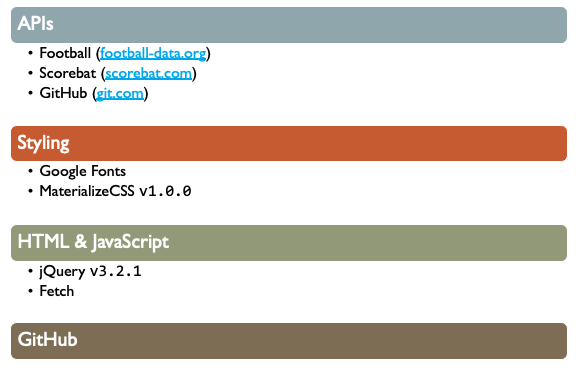 APIs
• Football (football-data.org)
• Scorebat (scorebat.com)
• GitHub (git.com)
Styling
• Google Fonts
• MaterializeCSS v1.0.0
HTML & JavaScript
• jQuery v3.2.1
• Fetch
GitHub